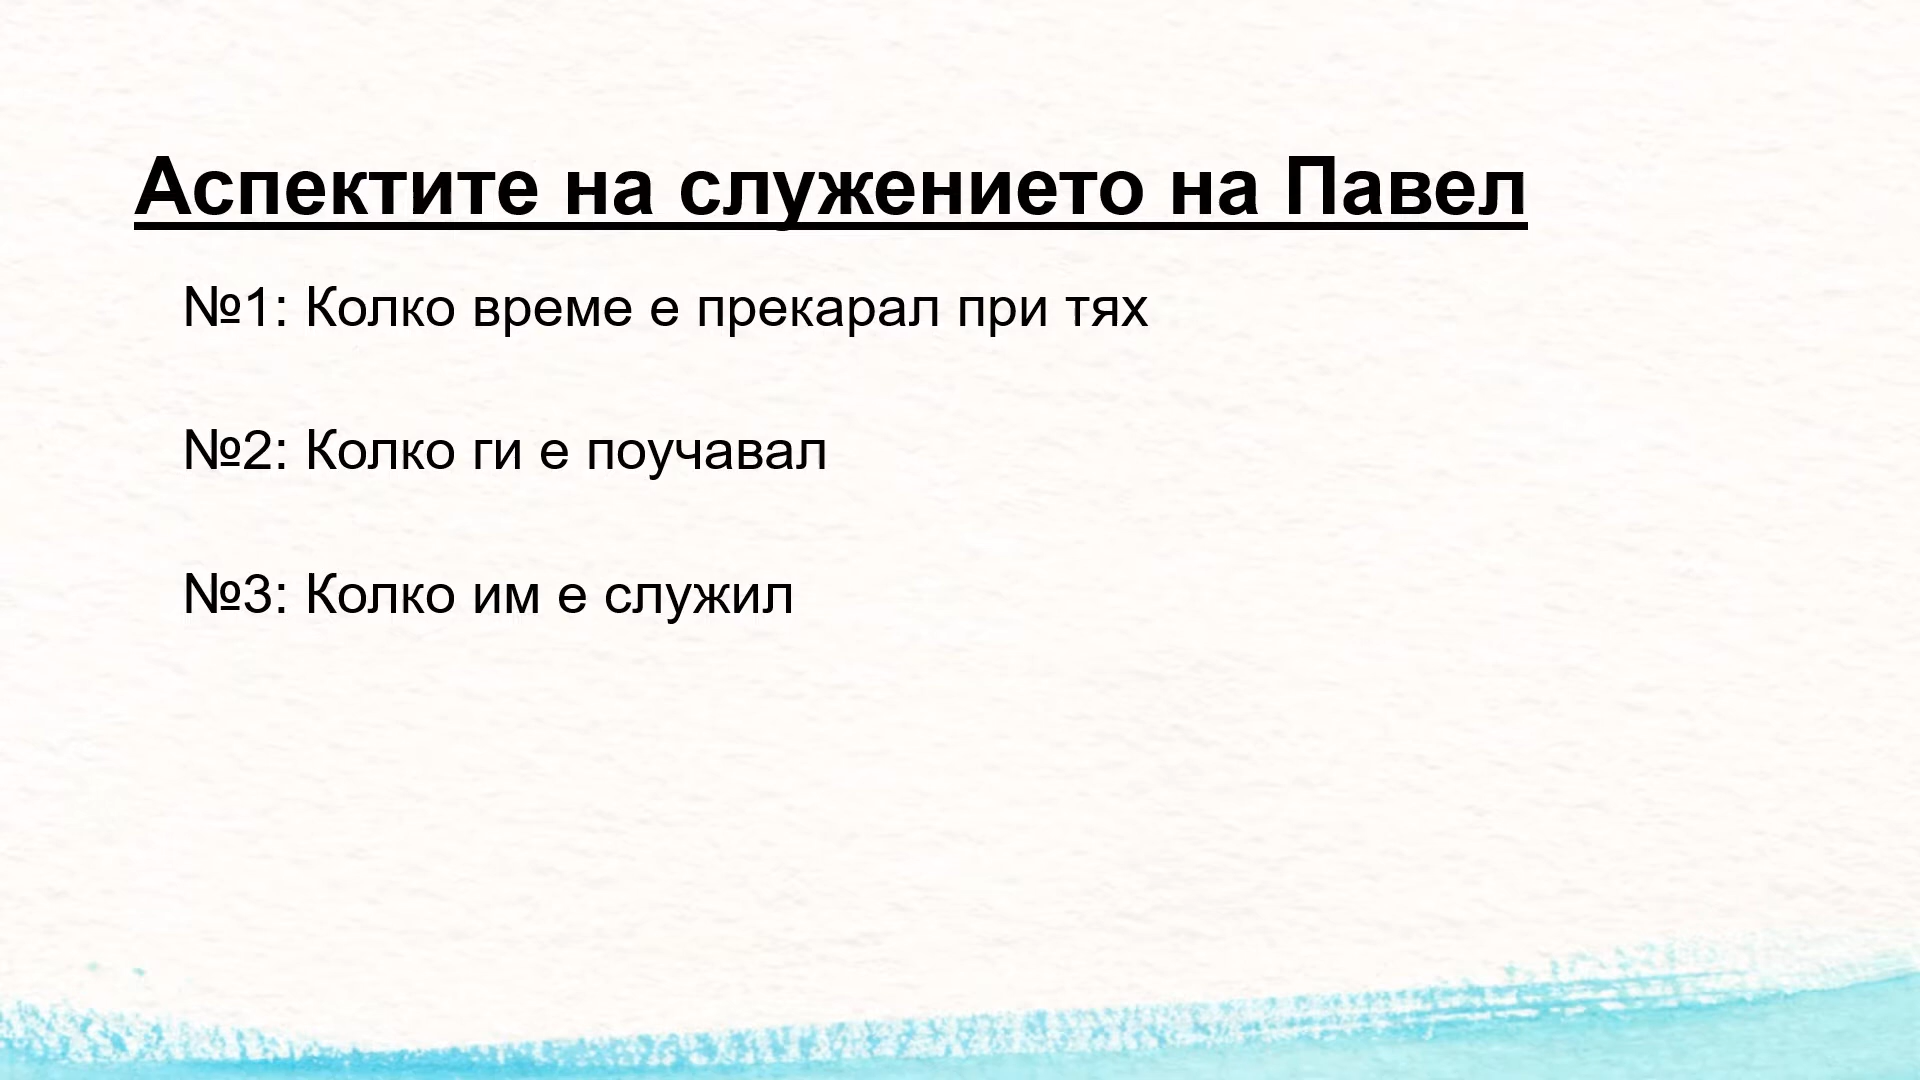 Аспектите на служението на Павел
№1: Колко време е прекарал при тях
№2: Колко ги е поучавал
№3: Колко им е служил